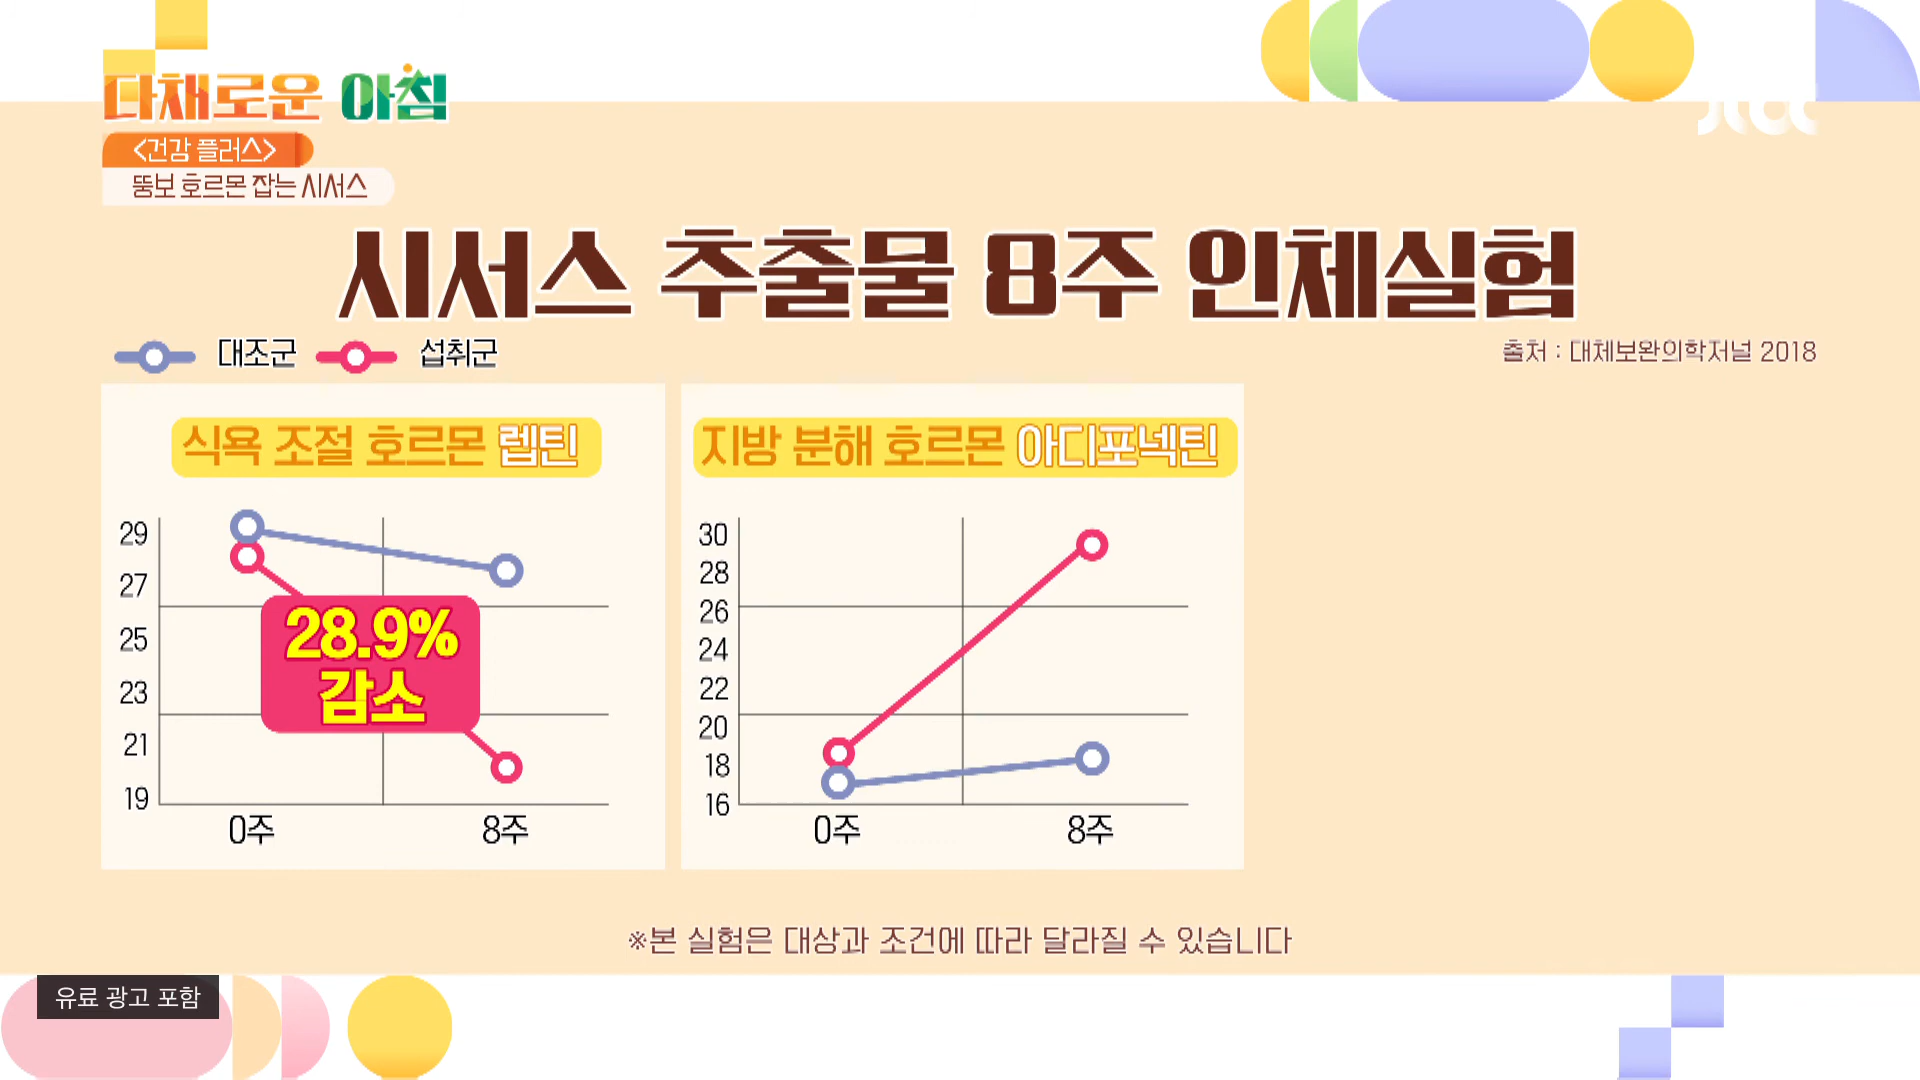 다채로운 아침
<건강 플러스>
뚱보 호르몬 잡는 시서스
jtbc
시서스 추출물 8주 인체실험
대조군 섭취군
출처 : 대체보완의학저널 2018
식욕 조절 호르몬 렙틴
29
27
25
23
21
19
0주 8주
28.9%
감소
지방 분해 호르몬 아디포넥틴
30
28
26
24
22
20
18
16
0주 8주
※본 실험은 대상과 조건에 따라 달라질 수 있습니다
유료 광고 포함